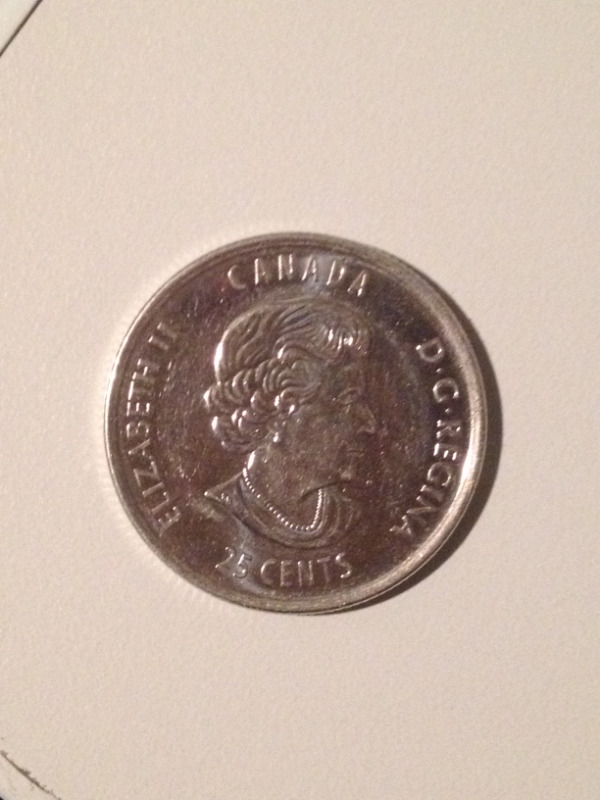 ELIZABETH II
CANADA
D·G·REGINA
25 CENTS